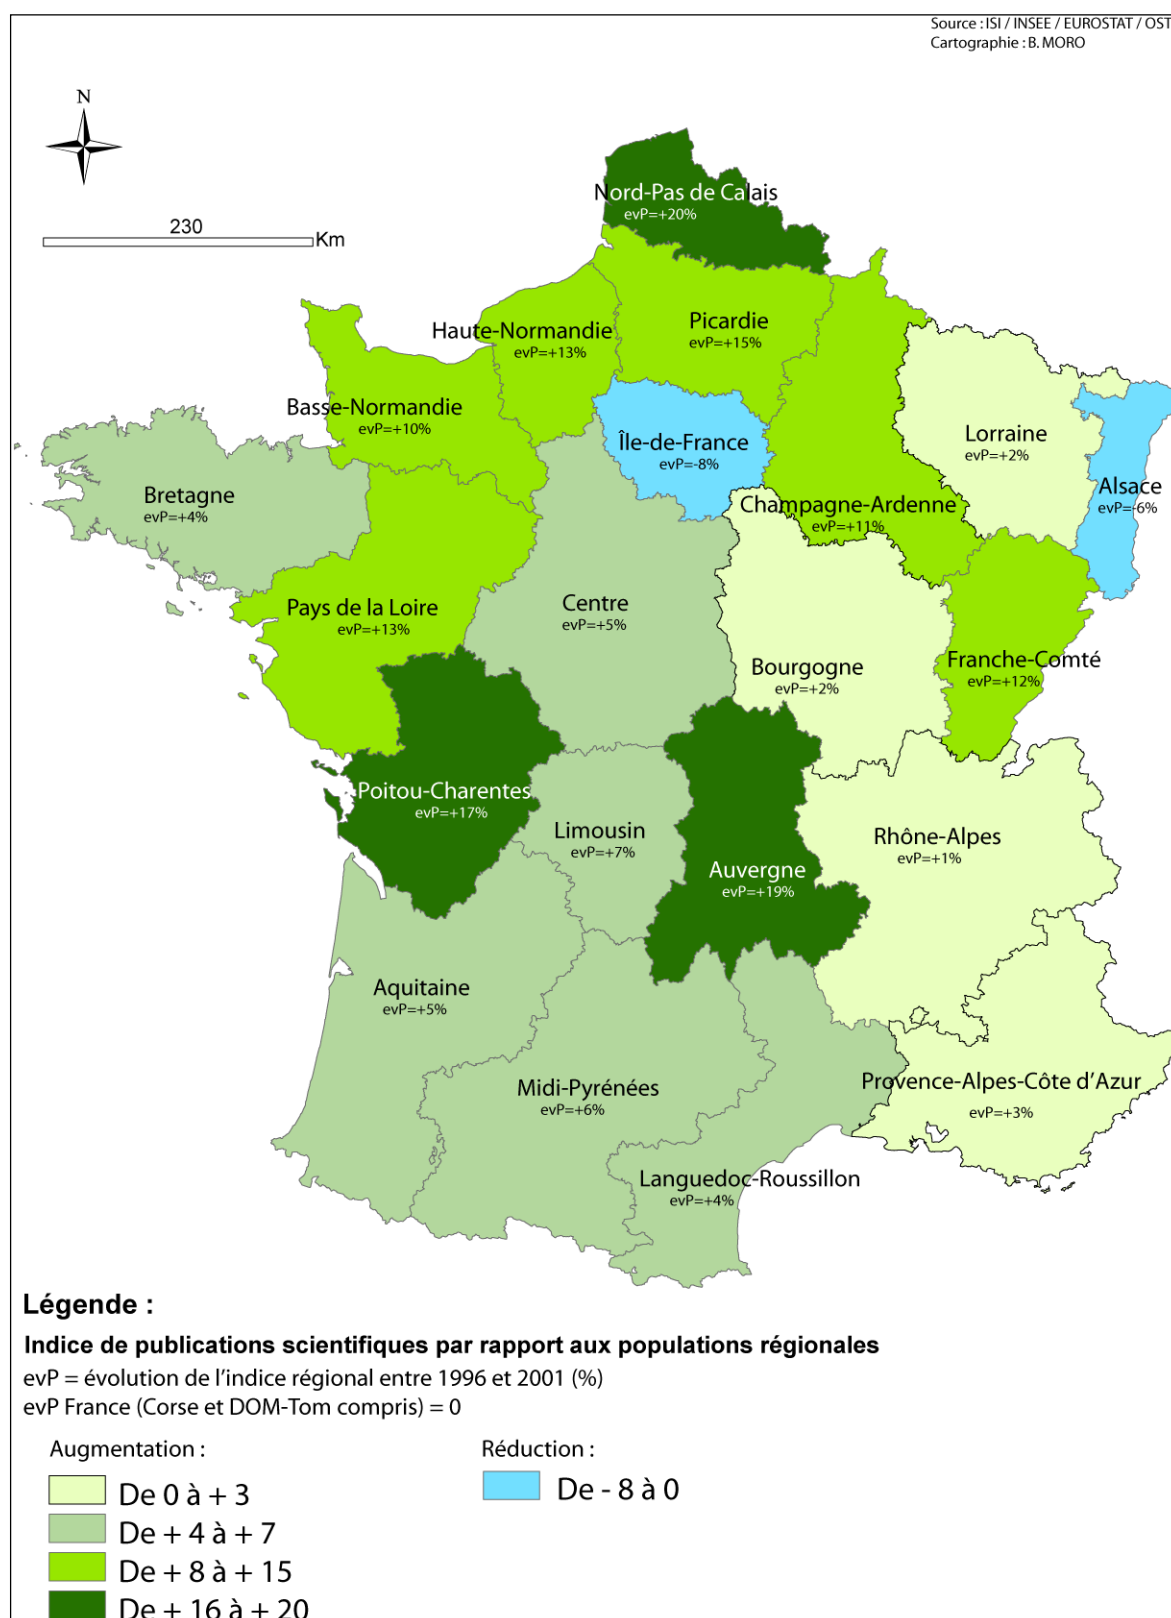 Source : ISI / INSEE / EUROSTAT / OST
Cartographie : B. MORO
N
230
Km
Nord-Pas de Calais
evP=+20%
Picardie
evP=+15%
Haute-Normandie
evP=+13%
Basse-Normandie
evP=+10%
Île-de-France
evP=-8%
Lorraine
evP=+2%
Alsace
evP=-6%
Champagne-Ardenne
evP=+11%
Bretagne
evP=+4%
Pays de la Loire
evP=+13%
Centre
evP=+5%
Bourgogne
evP=+2%
Franche-Comté
evP=+12%
Poitou-Charentes
evP=+17%
Limousin
evP=+7%
Auvergne
evP=+19%
Rhône-Alpes
evP=+1%
Aquitaine
evP=+5%
Midi-Pyrénées
evP=+6%
Provence-Alpes-Côte d’Azur
evP=+3%
Languedoc-Roussillon
evP=+4%
Légende :
Indice de publications scientifiques par rapport aux populations régionales
evP = évolution de l’indice régional entre 1996 et 2001 (%)
evP France (Corse et DOM-Tom compris) = 0
Augmentation :
De 0 à + 3
De + 4 à + 7
De + 8 à + 15
De + 16 à + 20
Réduction :
De - 8 à 0